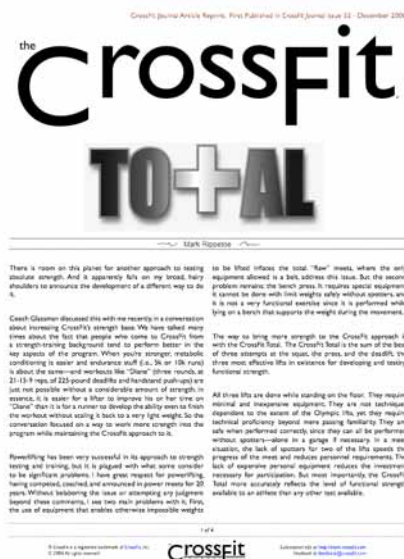 CrossFit Journal Article Reprint. First Published in CrossFit Journal Issue 52 - December 2006
the
CrossFit
TOTAL
Mark Rippetoe
There is room on this planet for another approach to testing
absolute strength. And it apparently falls on my broad, hairy
shoulders to announce the development of a different way to do
it.
Coach Glassman discussed this with me recently, in a conversation
about increasing CrossFit's strength base. We have talked many
times about the fact that people who come to CrossFit from
a strength-training background tend to perform better in the
key aspects of the program. When you're stronger, metabolic
conditioning is easier and endurance stuff (i.e., 5k or 10k runs)
is about the same—and workouts like "Diane" (three rounds, at
21-15-9 reps, of 225-pound deadlifts and handstand push-ups) are
just not possible without a considerable amount of strength. In
essence, it is easier for a lifter to improve his or her time on
"Diane" than it is for a runner to develop the ability even to finish
the workout without scaling it back to a very light weight. So the
conversation focused on a way to work more strength into the
program while maintaining the CrossFit approach to it.
Powerlifting has been very successful in its approach to strength
testing and training, but it is plagued with what some consider
to be significant problems. I have great respect for powerlifting,
having competed, coached, and announced in power meets for 20
years. Without belaboring the issue or attempting any judgment
beyond these comments, I see two main problems with it. First,
the use of equipment that enables otherwise impossible weights
to be lifted inflates the total. "Raw" meets, where the only
equipment allowed is a belt, address this issue. But the second
problem remains: the bench press. It requires special equipment,
it cannot be done with limit weights safely without spotters, and
it is not a very functional exercise since it is performed while
lying on a bench that supports the weight during the movement.
The way to bring more strength to the CrossFit approach is
with the CrossFit Total. The CrossFit Total is the sum of the best
of three attempts at the squat, the press, and the deadlift, the
three most effective lifts in existence for developing and testing
functional strength.
All three lifts are done while standing on the floor. They require
minimal and inexpensive equipment. They are not technique
dependent to the extent of the Olympic lifts, yet they require
technical proficiency beyond mere passing familiarity. They are
safe when performed correctly, since they can all be performed
without spotters—alone in a garage if necessary. In a meet
situation, the lack of spotters for two of the lifts speeds the
progress of the meet and reduces personnel requirements. The
lack of expensive personal equipment reduces the investment
necessary for participation. But most importantly, the CrossFit
Total more accurately reflects the level of functional strength
available to an athlete than any other test available.
1 of 4
® CrossFit is a registered trademark of CrossFit, Inc.
© 2006 All rights reserved
CrossFit
Subscription info at http://store.crossfit.com
Feedback to feedback@crossfit.com